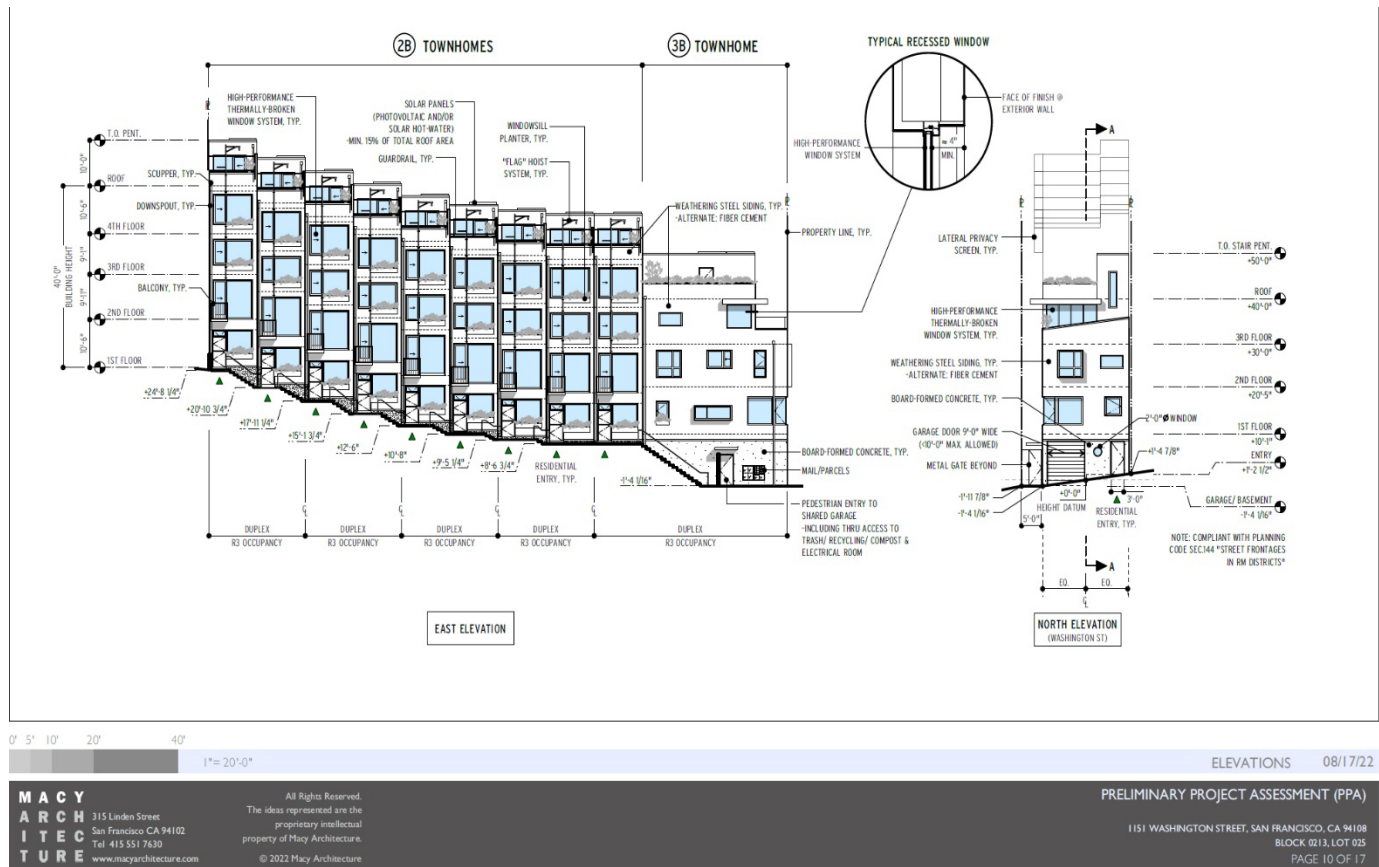 2B TOWNHOMES
3B TOWNHOME
TYPICAL RECESSED WINDOW
FACE OF FINISH @
EXTERIOR WALL
HIGH-PERFORMANCE
WINDOW SYSTEM
≈ 4"
MIN.
HIGH-PERFORMANCE
THERMALLY-BROKEN
WINDOW SYSTEM, TYP.
SOLAR PANELS
(PHOTOVOLTAIC AND/OR
SOLAR HOT-WATER)
-MIN. 15% OF TOTAL ROOF AREA
GUARDRAIL, TYP.
WINDOWSILL
PLANTER, TYP.
"FLAG" HOIST
SYSTEM, TYP.
WEATHERING STEEL SIDING, TYP.
-ALTERNATE: FIBER CEMENT
PROPERTY LINE, TYP.
T.O. PENT.
10'-0"
SCUPPER, TYP.
ROOF
DOWNSPOUT, TYP.
10'-6"
4TH FLOOR
9'-1"
3RD FLOOR
BALCONY, TYP.
9'-11"
2ND FLOOR
10'-6"
1ST FLOOR
40'-0"
BUILDING HEIGHT
+24'-8 1/4"
+20'-10 3/4"
+17'-11 1/4"
+15'-1 3/4"
+12'-6"
+10'-8"
+9'-5 1/4"
+8'-6 3/4"
RESIDENTIAL
ENTRY, TYP.
-1'-4 1/16"
BOARD-FORMED CONCRETE, TYP.
MAIL/PARCELS
PEDESTRIAN ENTRY TO
SHARED GARAGE
-INCLUDING THRU ACCESS TO
TRASH/ RECYCLING/ COMPOST &
ELECTRICAL ROOM
DUPLEX
R3 OCCUPANCY
DUPLEX
R3 OCCUPANCY
DUPLEX
R3 OCCUPANCY
DUPLEX
R3 OCCUPANCY
DUPLEX
R3 OCCUPANCY
EAST ELEVATION
A
LATERAL PRIVACY
SCREEN, TYP.
HIGH-PERFORMANCE
THERMALLY-BROKEN
WINDOW SYSTEM, TYP.
WEATHERING STEEL SIDING, TYP.
-ALTERNATE: FIBER CEMENT
BOARD-FORMED CONCRETE, TYP.
GARAGE DOOR 9'-0" WIDE
(<10'-0" MAX. ALLOWED)
METAL GATE BEYOND
T.O. STAIR PENT.
+50'-0"
ROOF
+40'-0"
3RD FLOOR
+30'-0"
2ND FLOOR
+20'-5"
2'-0"Ø WINDOW
1ST FLOOR
+10'-1"
+1'-4 7/8"
ENTRY
+1'-2 1/2"
-1'-11 7/8"
-1'-4 1/16"
+0'-0"
HEIGHT DATUM
5'-0"
3'-0"
RESIDENTIAL
ENTRY, TYP.
GARAGE/ BASEMENT
-1'-4 1/16"
NOTE: COMPLIANT WITH PLANNING
CODE SEC.144 "STREET FRONTAGES
IN RM DISTRICTS"
A
EQ.
EQ.
NORTH ELEVATION
(WASHINGTON ST)
0' 5' 10' 20' 40'
1"= 20'-0"
ELEVATIONS 08/17/22
MACY
ARCH
ITEC
TURE
315 Linden Street
San Francisco CA 94102
Tel 415 551 7630
www.macyarchitecture.com
All Rights Reserved.
The ideas represented are the
proprietary intellectual
property of Macy Architecture.
© 2022 Macy Architecture
PRELIMINARY PROJECT ASSESSMENT (PPA)
1151 WASHINGTON STREET, SAN FRANCISCO, CA 94108
BLOCK 0213, LOT 025
PAGE 10 OF 17